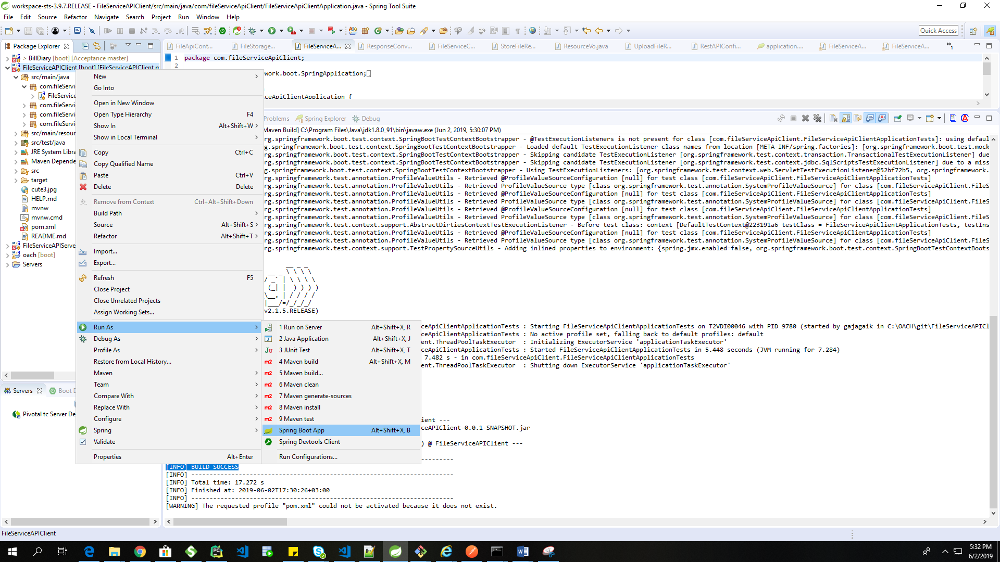 workspace-sts-3.9.7.RELEASE - FileServiceAPIClient/src/main/java/com/fileServiceApiClient/FileServiceApiClientApplication.java - Spring Tool Suite
File Edit Source Refactor Navigate Search Project Run Window Help
Quick Access
Package Explorer
FileApiCont...
FileStorage...
FileServiceA...
ResponseConv...
FileServiceC...
StoreFileRe...
ResourceVo.java
UploadFileR...
RestAPIConfi...
application....
FileServiceA...
FileServiceA...
»1
> BillDiary [boot] [Acceptance master]
FileServiceAPIClient [boot] [FileServiceAPIClient m
src/main/java
com.fileServi
FileService
com.fileServi
com.fileServi
com.fileServi
src/main/resour
src/test/java
JRE System Libra
Maven Depende
src
target
cute3.jpg
HELP.md
mvnw
mvnw.cmd
pom.xml
README.md
FileServiceAPIServe
oach [boot]
Servers
Servers
Boot D
Pivotal tc Server De
1 package com.fileServiceApiClient;
2
work.boot.SpringApplication;
iceApiClientApplication {
New
Go Into
Open in New Window
Open Type Hierarchy F4
Show In Alt+Shift+W >
Show in Local Terminal
Copy Ctrl+C
Copy Qualified Name
Paste Ctrl+V
Delete Delete
Remove from Context Ctrl+Alt+Shift+Down
Build Path
Source Alt+Shift+S >
Refactor Alt+Shift+T >
Import...
Export...
Refresh F5
Close Project
Close Unrelated Projects
Assign Working Sets...
Run As
Debug As
Profile As
Restore from Local History...
Maven
Team
Compare With
Replace With
Configure
Spring
Validate
Properties Alt+Enter
1 Run on Server Alt+Shift+X, R
2 Java Application Alt+Shift+X, J
3 JUnit Test Alt+Shift+X, T
4 Maven build Alt+Shift+X, M
5 Maven build...
6 Maven clean
7 Maven generate-sources
8 Maven install
9 Maven test
Spring Boot App Alt+Shift+X, B
Spring Devtools Client
Run Configurations...
Problems
Spring Explorer
Debug
[Maven Build] C:\Program Files\Java\jdk1.8.0_91\bin\javaw.exe (Jun 2, 2019, 5:30:07 PM)
rg.springframework.boot.test.context.SpringBootTestContextBootstrapper - @TestExecutionListeners is not present for class [com.fileServiceApiClient.FileServiceApiClientApplicationTests]: using defaul
g.springframework.boot.test.context.SpringBootTestContextBootstrapper - Loaded default TestExecutionListener class names from location [META-INF/spring.factories]: [org.springframework.boot.test.mock
rg.springframework.boot.test.context.SpringBootTestContextBootstrapper - Skipping candidate TestExecutionListener [org.springframework.test.context.transaction.TransactionalTestExecutionListener] due
rg.springframework.boot.test.context.SpringBootTestContextBootstrapper - Skipping candidate TestExecutionListener [org.springframework.test.context.jdbc.SqlScriptsTestExecutionListener] due to a miss
g.springframework.boot.test.context.SpringBootTestContextBootstrapper - Using TestExecutionListeners: [org.springframework.test.context.web.ServletTestExecutionListener@52bf72b5, org.springframework.
rg.springframework.test.annotation.ProfileValueUtils - Retrieved @ProfileValueSourceConfiguration [null] for test class [com.fileServiceApiClient.FileServiceApiClientApplicationTests]
rg.springframework.test.annotation.ProfileValueUtils - Retrieved ProfileValueSource type [class org.springframework.test.annotation.SystemProfileValueSource] for class [com.fileServiceApiClient.FileS
rg.springframework.test.annotation.ProfileValueUtils - Retrieved @ProfileValueSourceConfiguration [null] for test class [com.fileServiceApiClient.FileServiceApiClientApplicationTests]
rg.springframework.test.annotation.ProfileValueUtils - Retrieved ProfileValueSource type [class org.springframework.test.annotation.SystemProfileValueSource] for class [com.fileServiceApiClient.FileS
rg.springframework.test.annotation.ProfileValueUtils - Retrieved @ProfileValueSourceConfiguration [null] for test class [com.fileServiceApiClient.FileServiceApiClientApplicationTests]
rg.springframework.test.annotation.ProfileValueUtils - Retrieved ProfileValueSource type [class org.springframework.test.annotation.SystemProfileValueSource] for class [com.fileServiceApiClient.FileS
rg.springframework.test.context.support.AbstractDirtiesContextTestExecutionListener - Before test class: context [DefaultTestContext@223191a6 testClass = FileServiceApiClientApplicationTests, testIns
rg.springframework.test.annotation.ProfileValueUtils - Retrieved @ProfileValueSourceConfiguration [null] for test class [com.fileServiceApiClient.FileServiceApiClientApplicationTests]
rg.springframework.test.annotation.ProfileValueUtils - Retrieved ProfileValueSource type [class org.springframework.test.annotation.SystemProfileValueSource] for class [com.fileServiceApiClient.FileS
rg.springframework.test.context.support.TestPropertySourceUtils - Adding inlined properties to environment: {spring.jmx.enabled=false, org.springframework.boot.test.context.SpringBootTestContextBoots
v2.1.5.RELEASE)
ceApiClientApplicationTests : Starting FileServiceApiClientApplicationTests on T2VDI00046 with PID 9780 (started by gajagaik in C:\OACH\git\FileServiceAPICl
ceApiClientApplicationTests : No active profile set, falling back to default profiles: default
ent.ThreadPoolTaskExecutor : Initializing ExecutorService 'applicationTaskExecutor'
ceApiClientApplicationTests : Started FileServiceApiClientApplicationTests in 5.448 seconds (JVM running for 7.284)
7.482 s - in com.fileServiceApiClient.FileServiceApiClientApplicationTests
ent.ThreadPoolTaskExecutor : Shutting down ExecutorService 'applicationTaskExecutor'
ient ---
ceAPIClient-0.0.1-SNAPSHOT.jar
) @ FileServiceAPIClient ---
---------
[INFO] BUILD SUCCESS
[INFO] ------------------------------------------------------------------------
[INFO] Total time: 17.272 s
[INFO] Finished at: 2019-06-02T17:30:26+03:00
[INFO] ------------------------------------------------------------------------
[WARNING] The requested profile "pom.xml" could not be activated because it does not exist.
FileServiceAPIClient
5:32 PM
6/2/2019